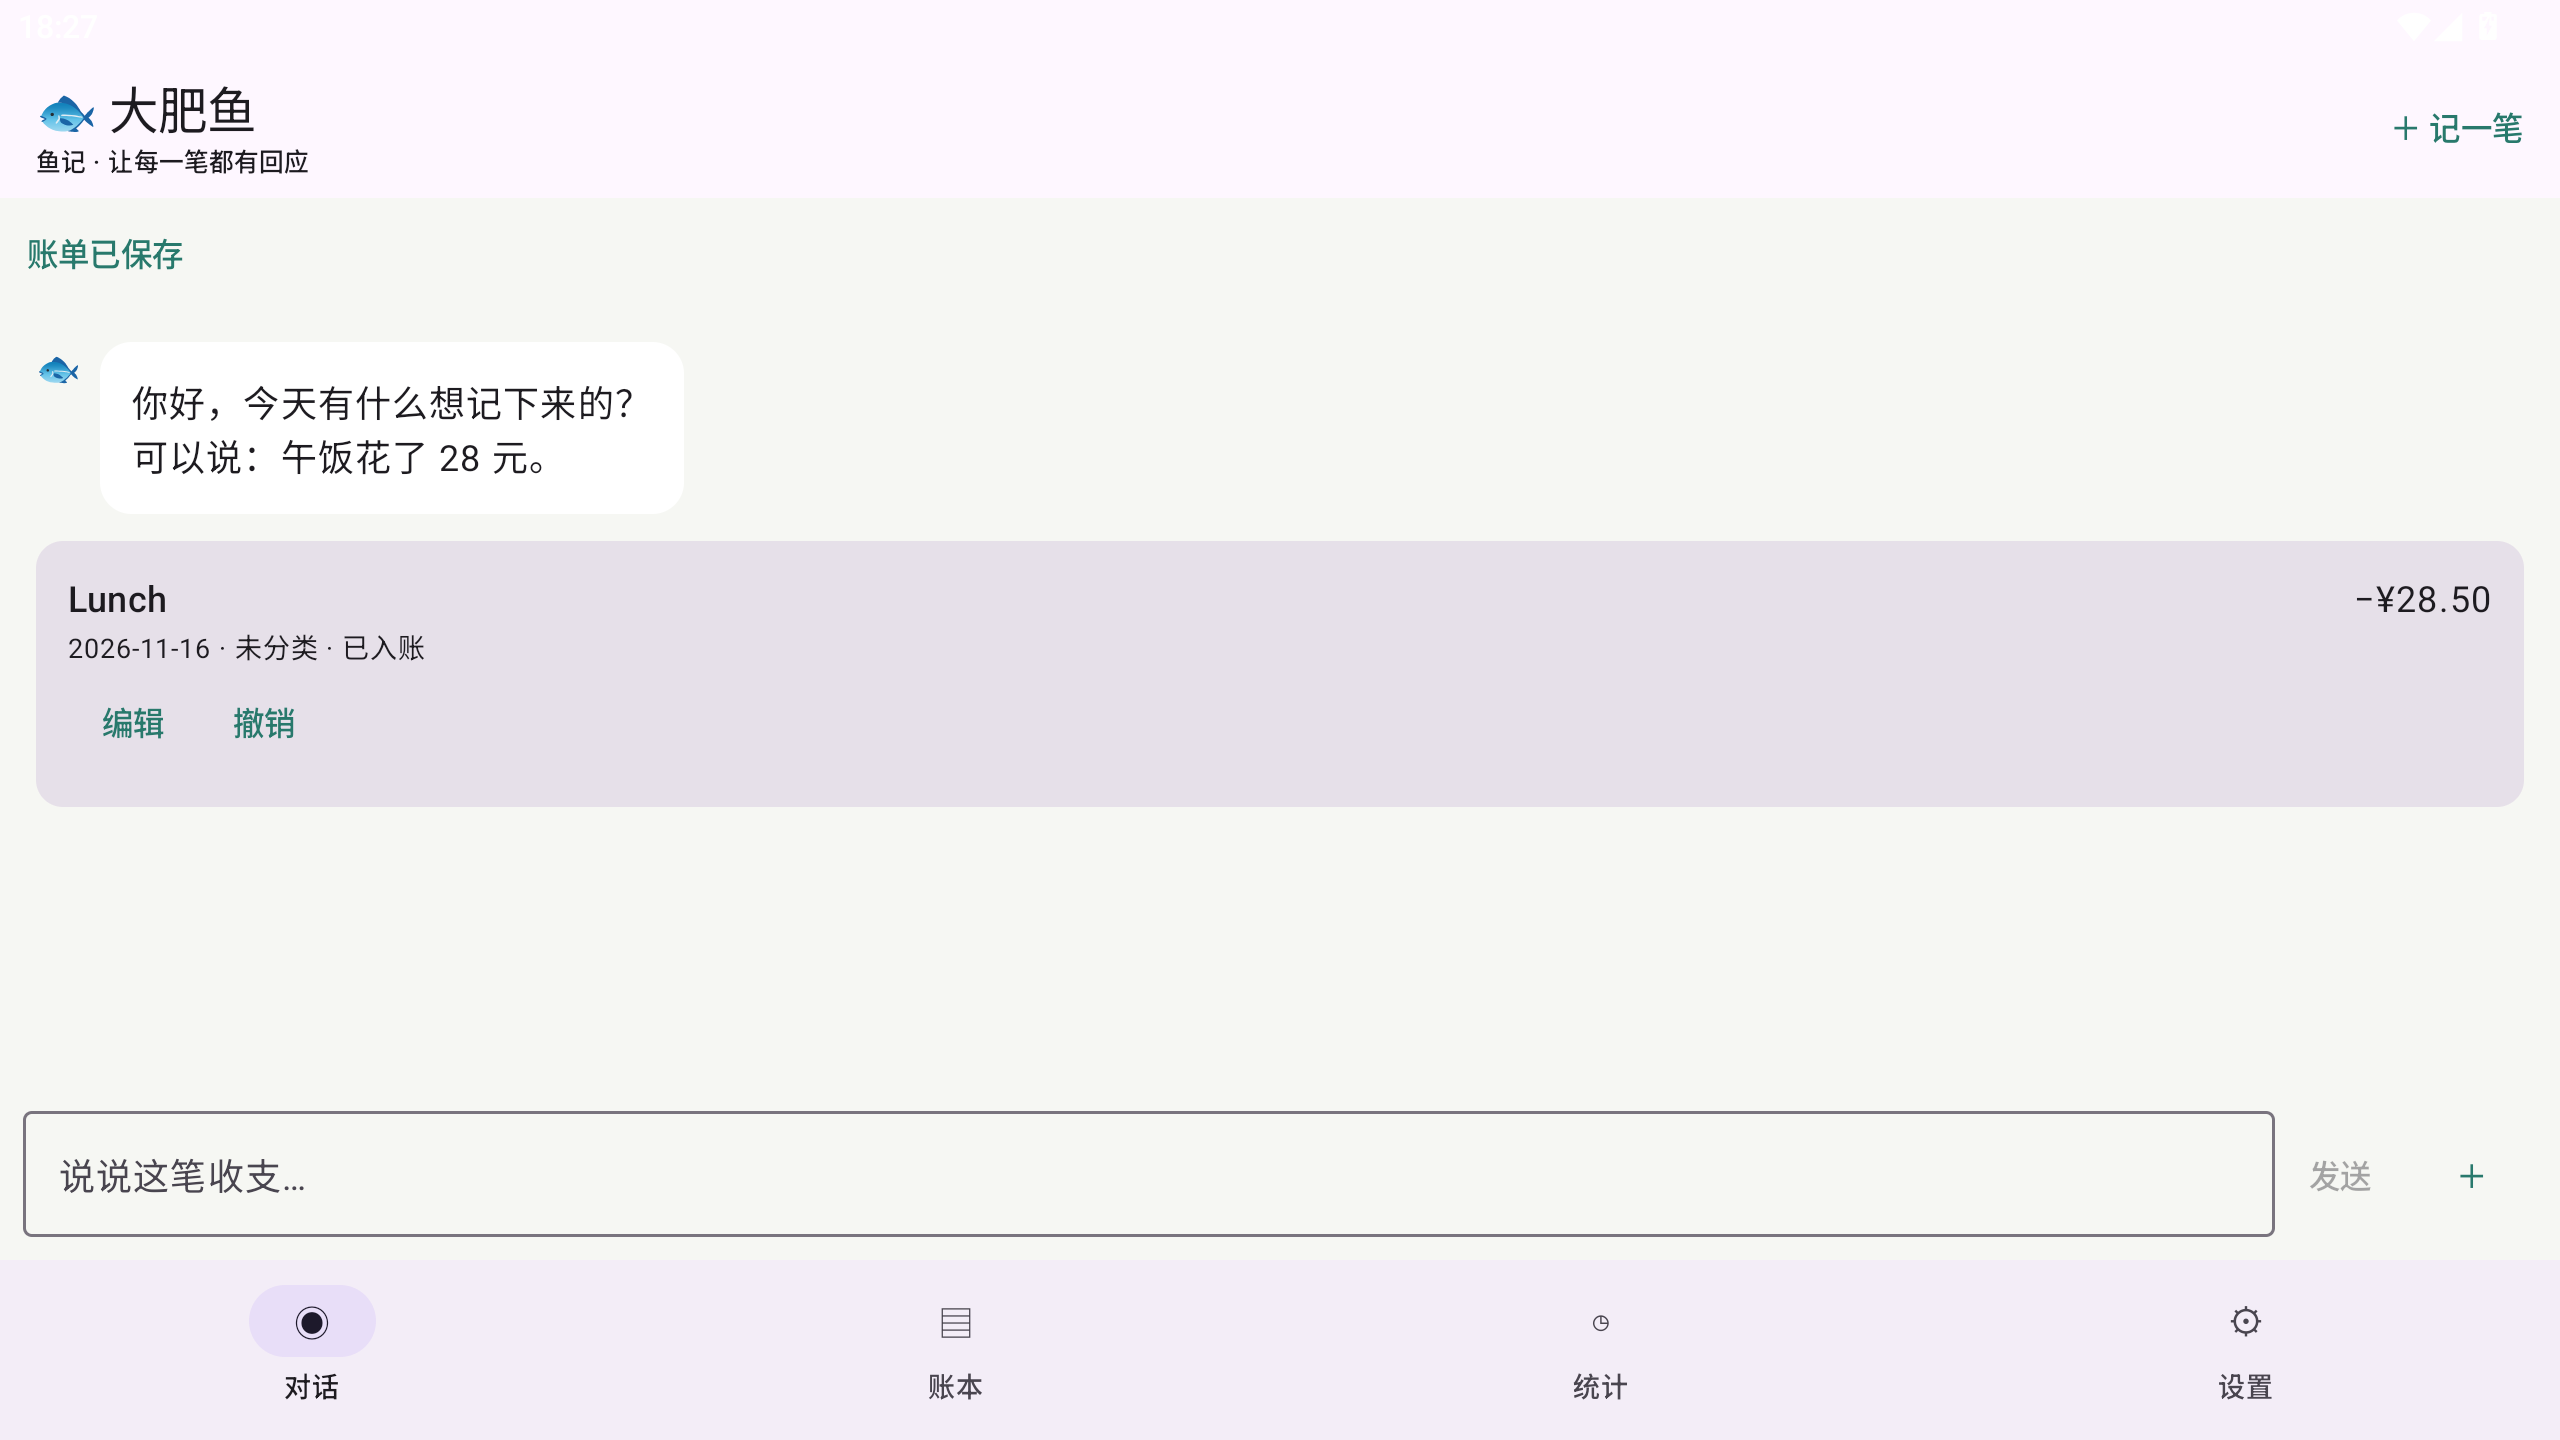 18:27
大肥鱼
鱼记 · 让每一笔都有回应
+ 记一笔
账单已保存
你好，今天有什么想记下来的？
可以说：午饭花了 28 元。
Lunch
-¥28.50
2026-11-16 · 未分类 · 已入账
编辑 撤销
说说这笔收支…
发送 +
对话 账本 统计 设置